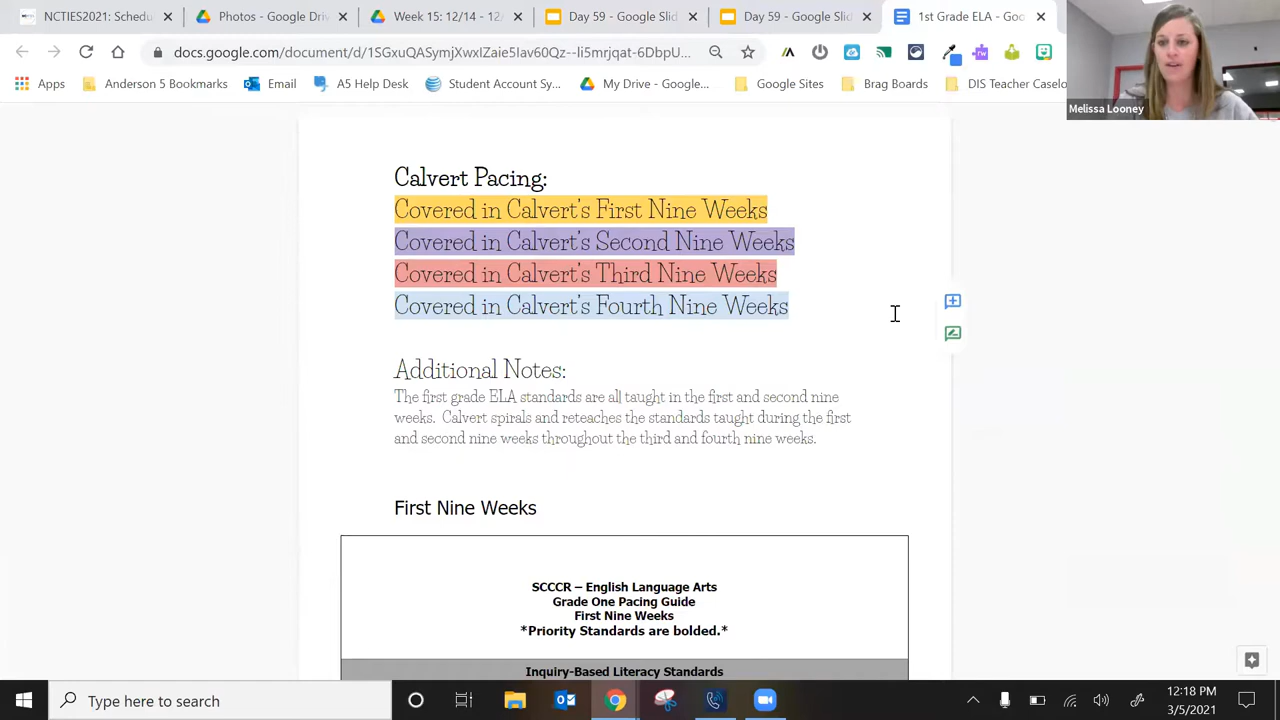 NCTIES2021: Schedu
Photos - Google Driv
Week 15: 12/14 - 12
Day 59 - Google Slid
Day 59 - Google Slid
1st Grade ELA - Goo
docs.google.com/document/d/1SGxuQASymjXwxIZaie5Iav60Qz--li5mrjqat-6DbpU...
Apps
Anderson 5 Bookmarks
Email
A5 Help Desk
Student Account Sy...
My Drive - Google...
Google Sites
Brag Boards
DIS Teacher Caselo
Melissa Looney
Calvert Pacing:
Covered in Calvert's First Nine Weeks
Covered in Calvert's Second Nine Weeks
Covered in Calvert's Third Nine Weeks
Covered in Calvert's Fourth Nine Weeks
Additional Notes:
The first grade ELA standards are all taught in the first and second nine
weeks. Calvert spirals and reteaches the standards taught during the first
and second nine weeks throughout the third and fourth nine weeks.
First Nine Weeks
SCCCR – English Language Arts
Grade One Pacing Guide
First Nine Weeks
*Priority Standards are bolded.*
Inquiry-Based Literacy Standards
Type here to search
12:18 PM
3/5/2021